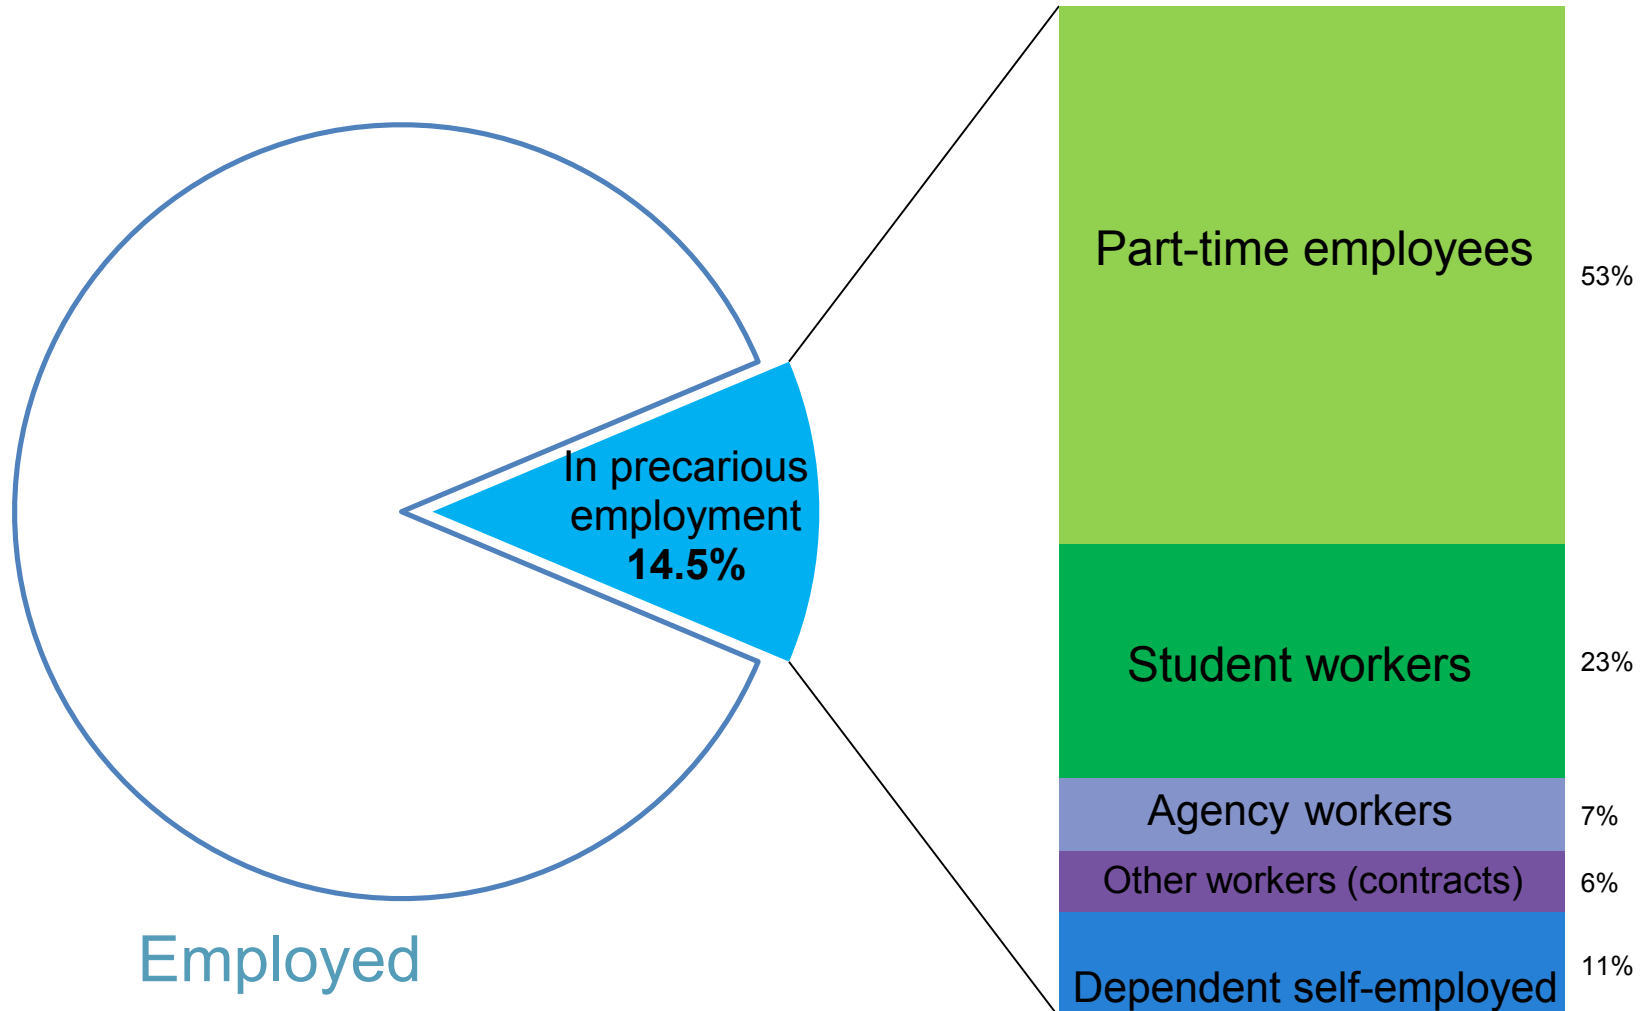 Part-time employees
53%
In precarious
employment
14.5%
Student workers
23%
Agency workers
7%
Other workers (contracts)
6%
Employed
Dependent self-employed
11%